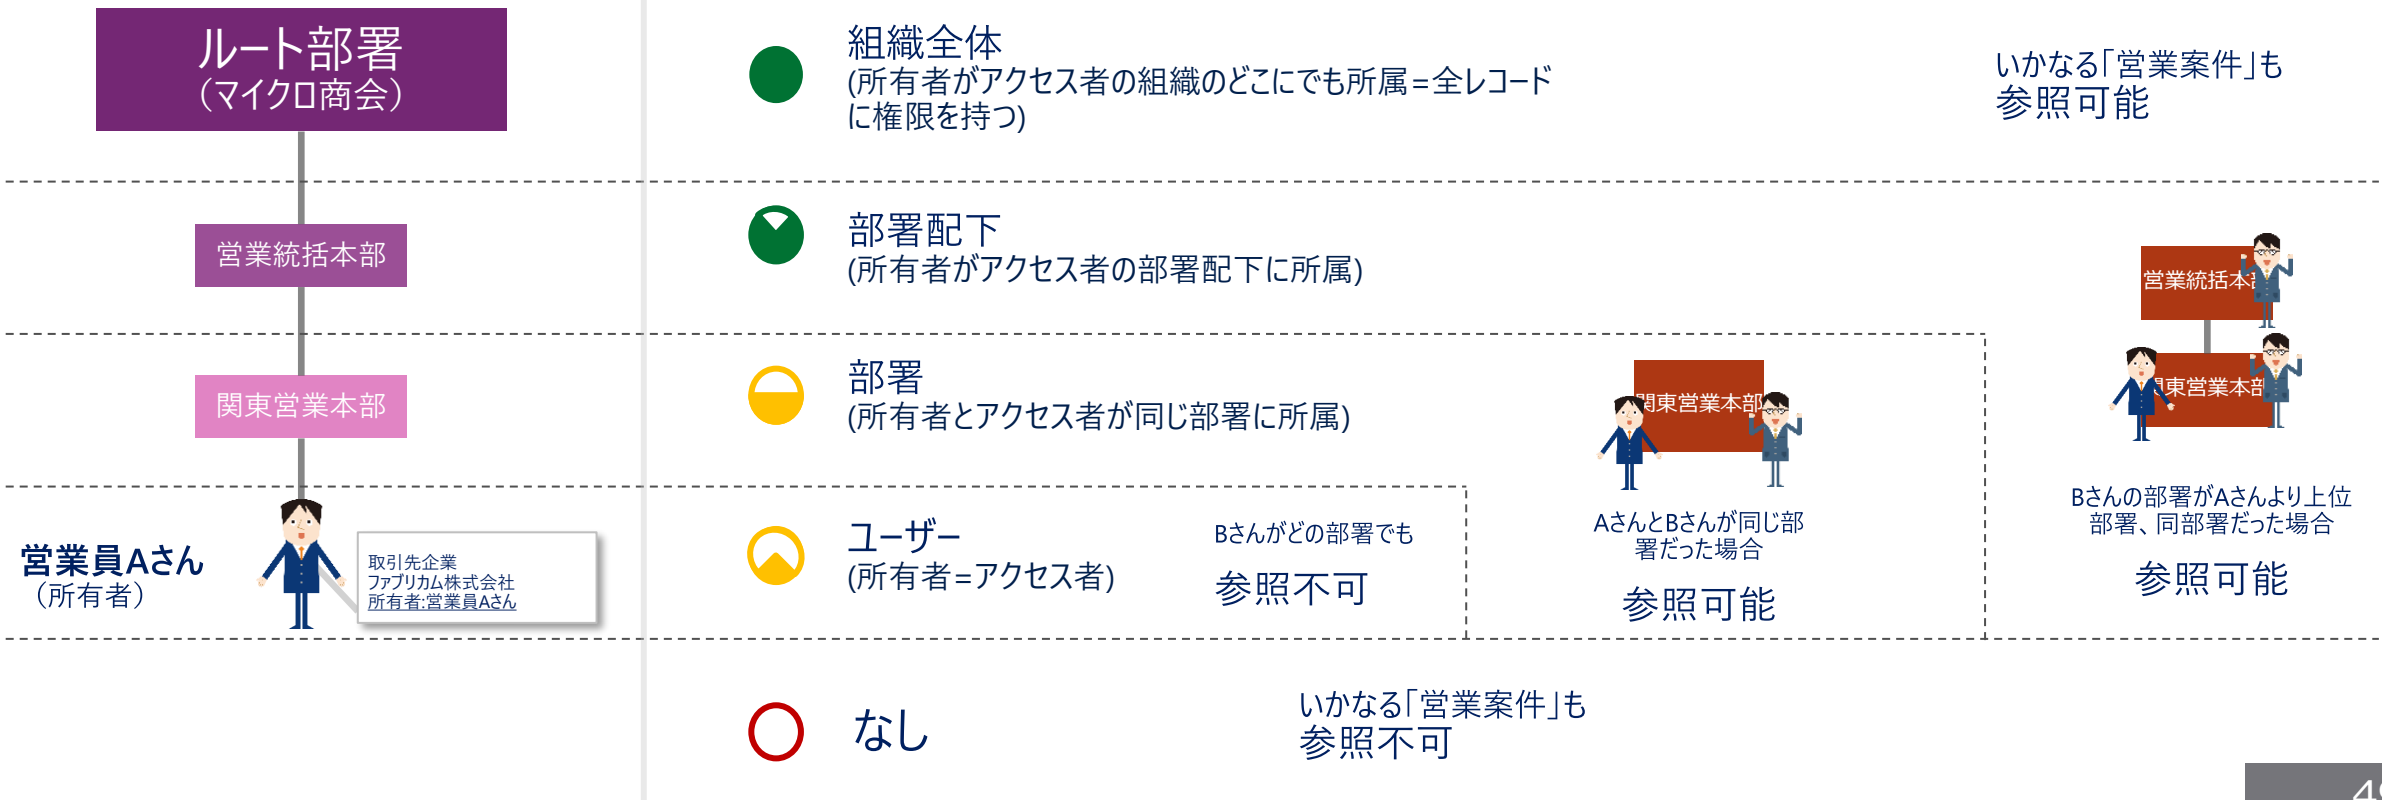 ルート部署
（マイクロ商会）
営業統括本部
関東営業本部
営業員Aさん
（所有者）
取引先企業
ファブリカム株式会社
所有者:営業員Aさん
組織全体
(所有者がアクセス者の組織のどこにでも所属=全レコード
に権限を持つ)
いかなる「営業案件」も
参照可能
部署配下
(所有者がアクセス者の部署配下に所属)
部署
(所有者とアクセス者が同じ部署に所属)
ユーザー
(所有者=アクセス者)
Bさんがどの部署でも
参照不可
関東営業本部
AさんとBさんが同じ部
署だった場合
参照可能
営業統括本部
関東営業本部
Bさんの部署がAさんより上位
部署、同部署だった場合
参照可能
なし
いかなる「営業案件」も
参照不可